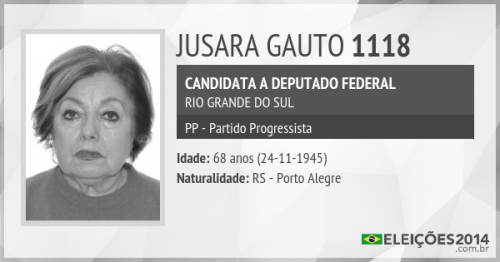 JUSARA GAUTO 1118
CANDIDATA A DEPUTADO FEDERAL
RIO GRANDE DO SUL
PP - Partido Progressista
Idade: 68 anos (24-11-1945)
Naturalidade: RS - Porto Alegre
ELEIÇÕES2014
.com.br